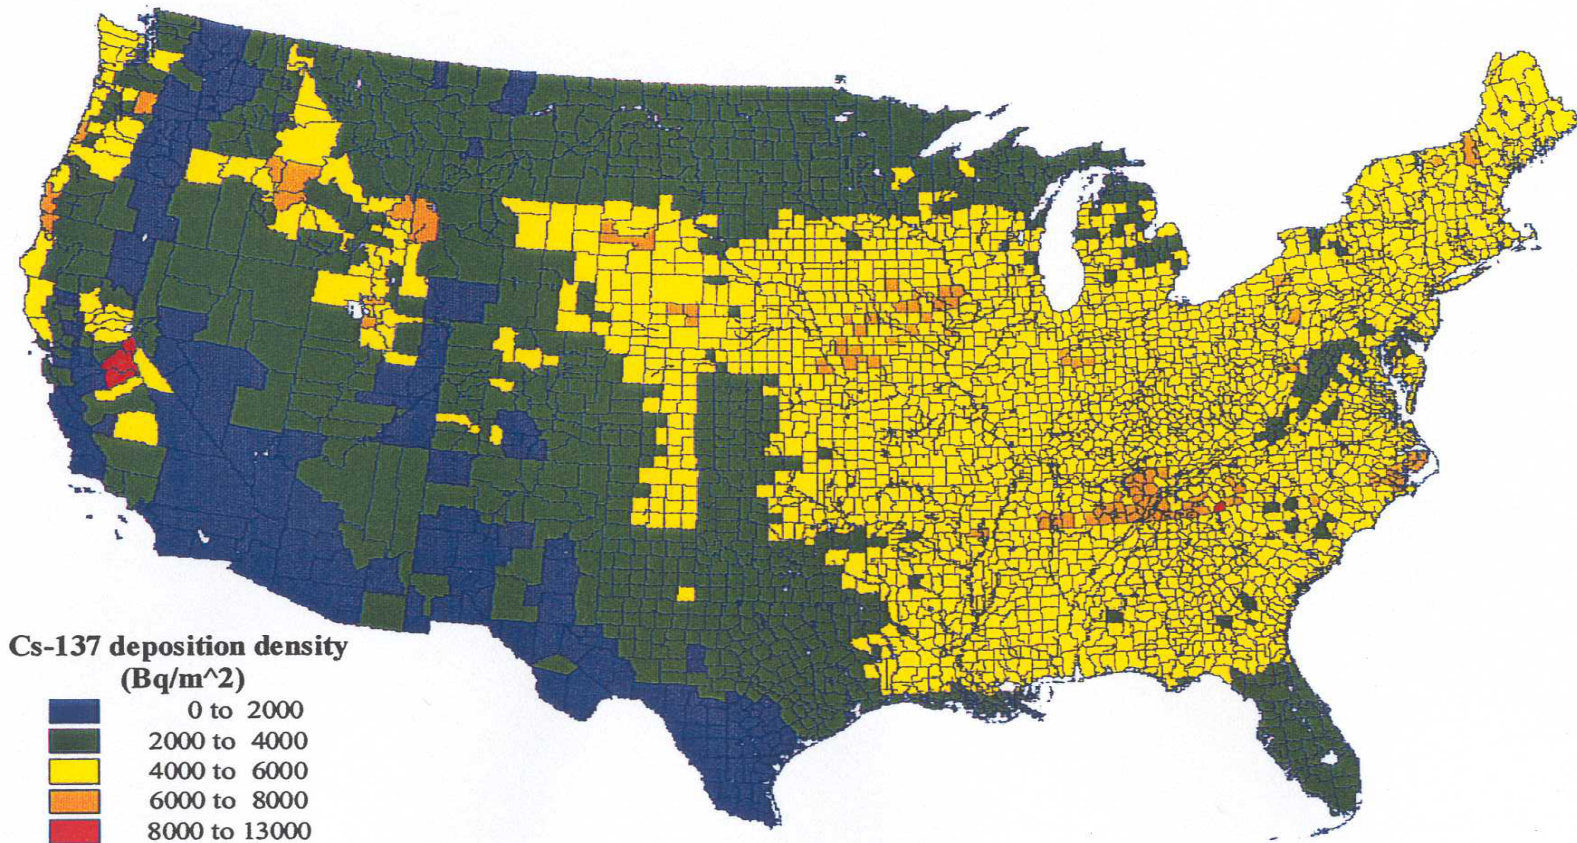 Cs-137 deposition density
(Bq/m^2)
0 to 2000
2000 to 4000
4000 to 6000
6000 to 8000
8000 to 13000